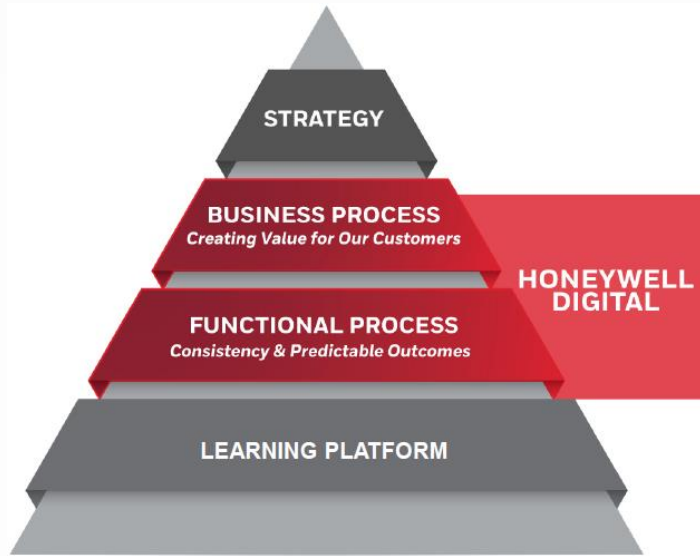 STRATEGY
BUSINESS PROCESS
Creating Value for Our Customers
HONEYWELL
DIGITAL
FUNCTIONAL PROCESS
Consistency & Predictable Outcomes
LEARNING PLATFORM